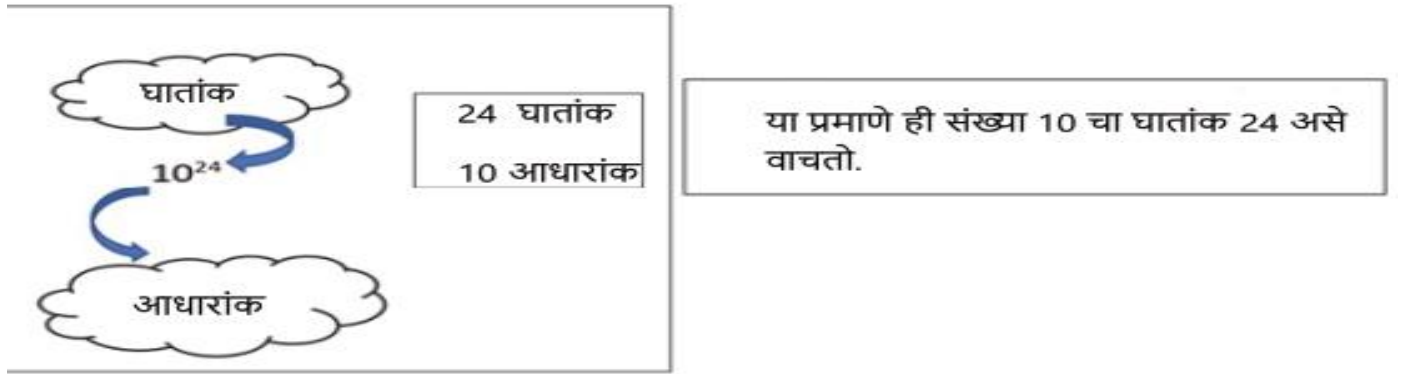 घातांक
10²⁴
आधारांक
24 घातांक
10 आधारांक
या प्रमाणे ही संख्या 10 चा घातांक 24 असे
वाचतो.